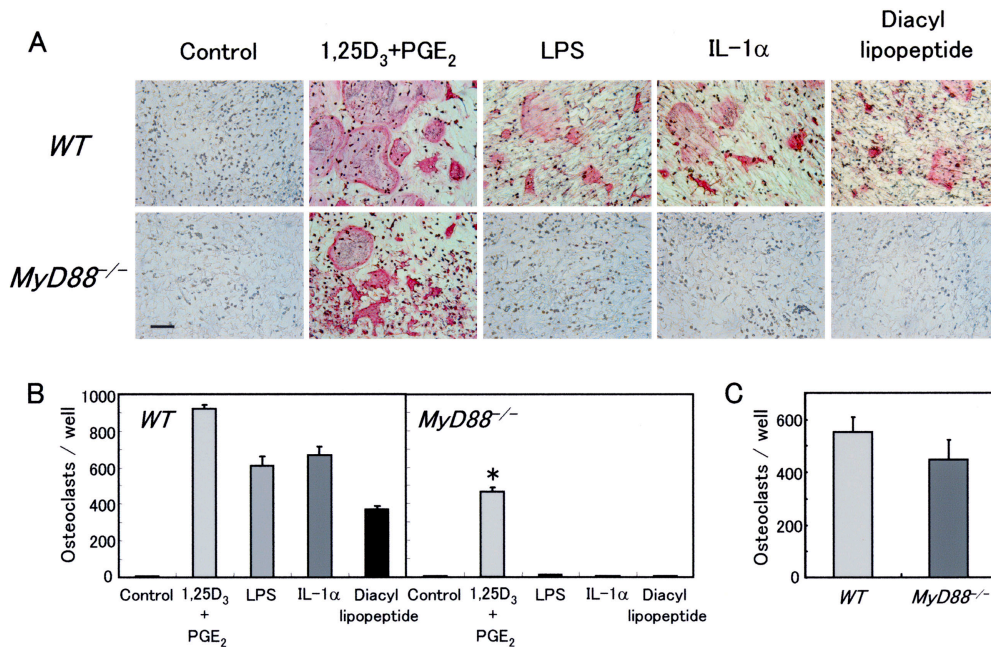 A
Control
1,25D₃+PGE₂
LPS
IL-1α
Diacyl
lipopeptide
WT
MyD88⁻/⁻
B
Osteoclasts / well
1000
800
600
400
200
0
WT
MyD88⁻/⁻
*
Control
1,25D₃
+
PGE₂
LPS
IL-1α
Diacyl
lipopeptide
Control
1,25D₃
+
PGE₂
LPS
IL-1α
Diacyl
lipopeptide
C
Osteoclasts / well
600
400
200
0
WT
MyD88⁻/⁻